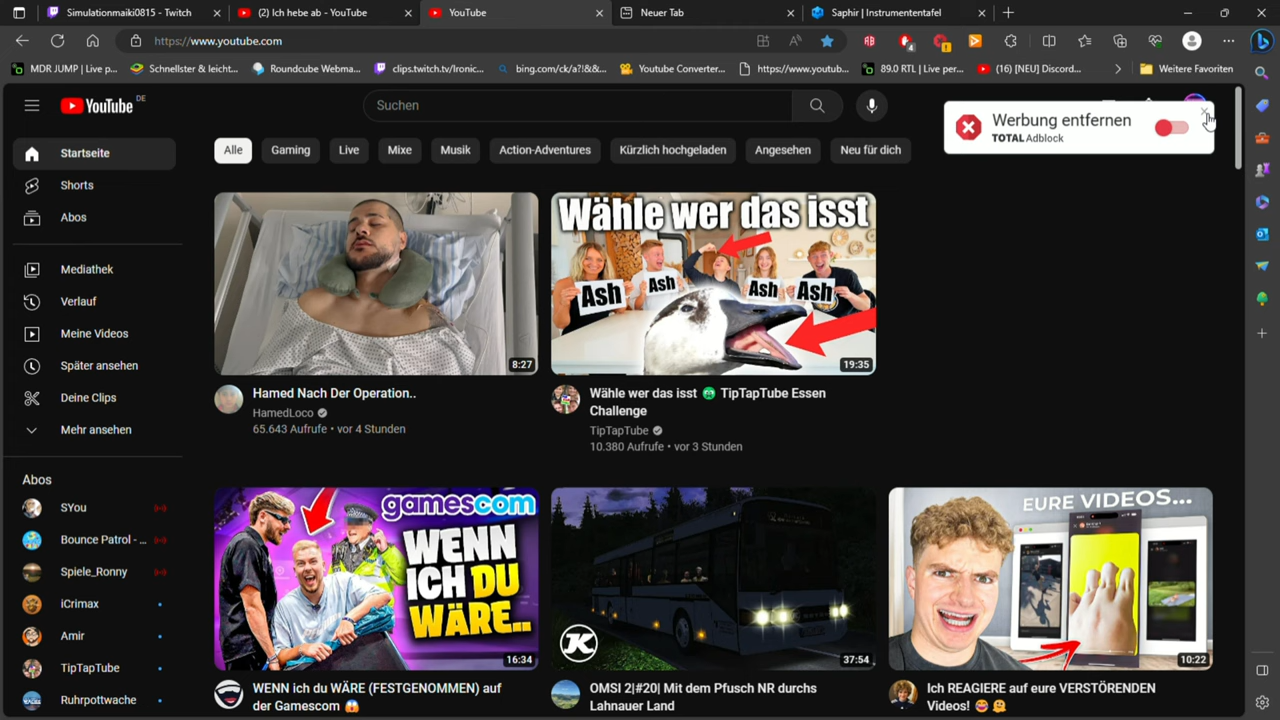 Simulationmaiki0815 - Twitch
(2) Ich hebe ab - YouTube
YouTube
Neuer Tab
Saphir | Instrumententafel
https://www.youtube.com
MDR JUMP | Live p...
Schnellster & leicht...
Roundcube Webma...
clips.twitch.tv/Ironic...
bing.com/ck/a?!&&...
Youtube Converter...
https://www.youtub...
89.0 RTL | Live per...
(16) [NEU] Discord...
Weitere Favoriten
YouTube DE
Suchen
Werbung entfernen
TOTAL Adblock
Startseite
Shorts
Abos
Mediathek
Verlauf
Meine Videos
Später ansehen
Deine Clips
Mehr ansehen
Abos
SYou
Bounce Patrol - ...
Spiele_Ronny
iCrimax
Amir
TipTapTube
Ruhrpottwache
Alle
Gaming
Live
Mixe
Musik
Action-Adventures
Kürzlich hochgeladen
Angesehen
Neu für dich
8:27
Hamed Nach Der Operation..
HamedLoco
65.643 Aufrufe • vor 4 Stunden
Wähle wer das isst
Ash
Ash
Ash
Ash
19:35
Wähle wer das isst 🤢 TipTapTube Essen
Challenge
TipTapTube
10.380 Aufrufe • vor 3 Stunden
gamescom
WENN
ICH DU
WÄRE..
16:34
WENN ich du WÄRE (FESTGENOMMEN) auf
der Gamescom 😱
K
37:54
OMSI 2|#20| Mit dem Pfusch NR durchs
Lahnauer Land
EURE VIDEOS...
10:22
Ich REAGIERE auf eure VERSTÖRENDEN
Videos! 😅 🫠